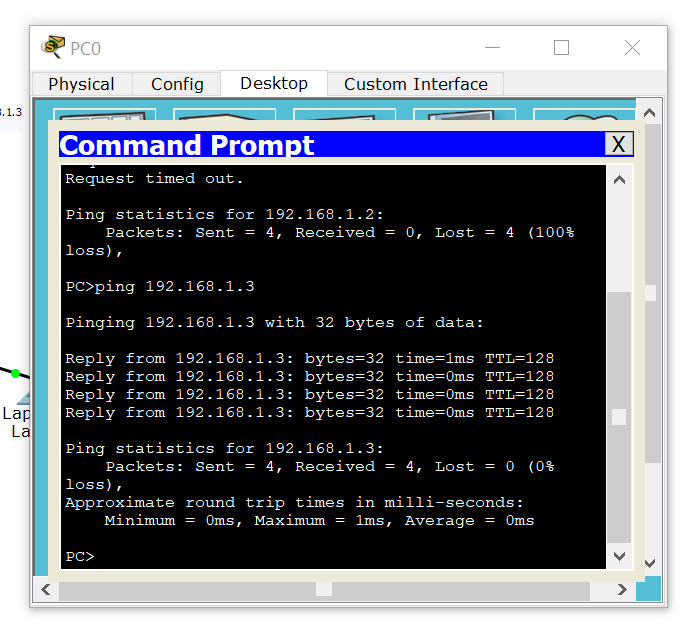 PC0
Physical
Config
Desktop
Custom Interface
3.1.3
Command Prompt
X
Request timed out.
Ping statistics for 192.168.1.2:
Packets: Sent = 4, Received = 0, Lost = 4 (100%
loss),
PC>ping 192.168.1.3
Pinging 192.168.1.3 with 32 bytes of data:
Reply from 192.168.1.3: bytes=32 time=1ms TTL=128
Reply from 192.168.1.3: bytes=32 time=0ms TTL=128
Reply from 192.168.1.3: bytes=32 time=0ms TTL=128
Reply from 192.168.1.3: bytes=32 time=0ms TTL=128
Ping statistics for 192.168.1.3:
Packets: Sent = 4, Received = 4, Lost = 0 (0%
loss),
Approximate round trip times in milli-seconds:
Minimum = 0ms, Maximum = 1ms, Average = 0ms
PC>
Lap
La